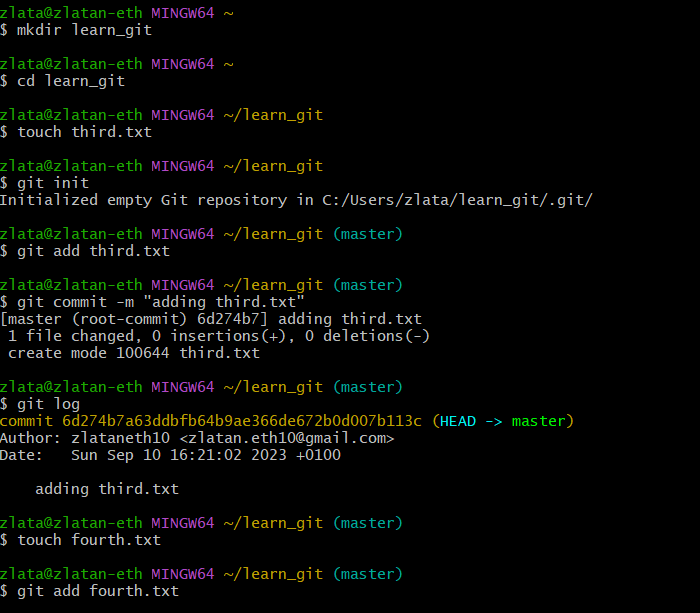 zlata@zlatan-eth MINGW64 ~
$ mkdir learn_git
zlata@zlatan-eth MINGW64 ~
$ cd learn_git
zlata@zlatan-eth MINGW64 ~/learn_git
$ touch third.txt
zlata@zlatan-eth MINGW64 ~/learn_git
$ git init
Initialized empty Git repository in C:/Users/zlata/learn_git/.git/
zlata@zlatan-eth MINGW64 ~/learn_git (master)
$ git add third.txt
zlata@zlatan-eth MINGW64 ~/learn_git (master)
$ git commit -m "adding third.txt"
[master (root-commit) 6d274b7] adding third.txt
 1 file changed, 0 insertions(+), 0 deletions(-)
 create mode 100644 third.txt
zlata@zlatan-eth MINGW64 ~/learn_git (master)
$ git log
commit 6d274b7a63ddbfb64b9ae366de672b0d007b113c (HEAD -> master)
Author: zlataneth10 <zlatan.eth10@gmail.com>
Date:   Sun Sep 10 16:21:02 2023 +0100
    adding third.txt
zlata@zlatan-eth MINGW64 ~/learn_git (master)
$ touch fourth.txt
zlata@zlatan-eth MINGW64 ~/learn_git (master)
$ git add fourth.txt